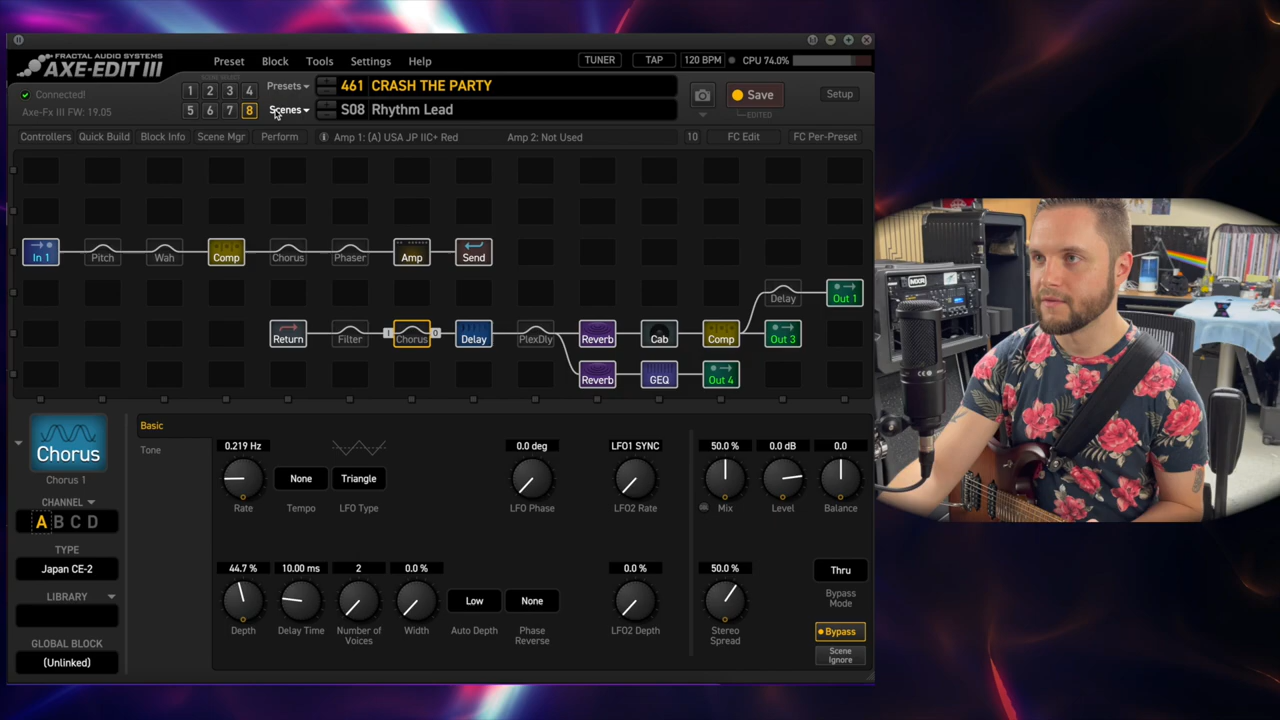 FRACTAL AUDIO SYSTEMS
AXE-EDIT III
Preset Block Tools Settings Help
TUNER TAP 120 BPM CPU 74.0%
Connected!
Axe-Fx III FW: 19.05
SCENE SELECT
1 2 3 4
5 6 7 8
Presets
Scenes
461 CRASH THE PARTY
S08 Rhythm Lead
Save
EDITED
Setup
Controllers Quick Build Block Info Scene Mgr Perform
Amp 1: (A) USA JP IIC+ Red Amp 2: Not Used
10 FC Edit FC Per-Preset
In 1 Pitch Wah Comp Chorus Phaser Amp Send
Delay Out 1
Return Filter I Chorus O Delay PlexDly Reverb Cab Comp Out 3
Reverb GEQ Out 4
Chorus
Chorus 1
CHANNEL
A B C D
TYPE
Japan CE-2
LIBRARY
GLOBAL BLOCK
(Unlinked)
Basic
Tone
0.219 Hz 0.0 deg LFO1 SYNC 50.0 % 0.0 dB 0.0
None Triangle
Rate Tempo LFO Type LFO Phase LFO2 Rate Mix Level Balance
44.7 % 10.00 ms 2 0.0 % 0.0 % 50.0 %
Low None Thru
Depth Delay Time Number of Voices Width Auto Depth Phase Reverse LFO2 Depth Stereo Spread
Bypass Mode
Bypass
Scene Ignore
MXR